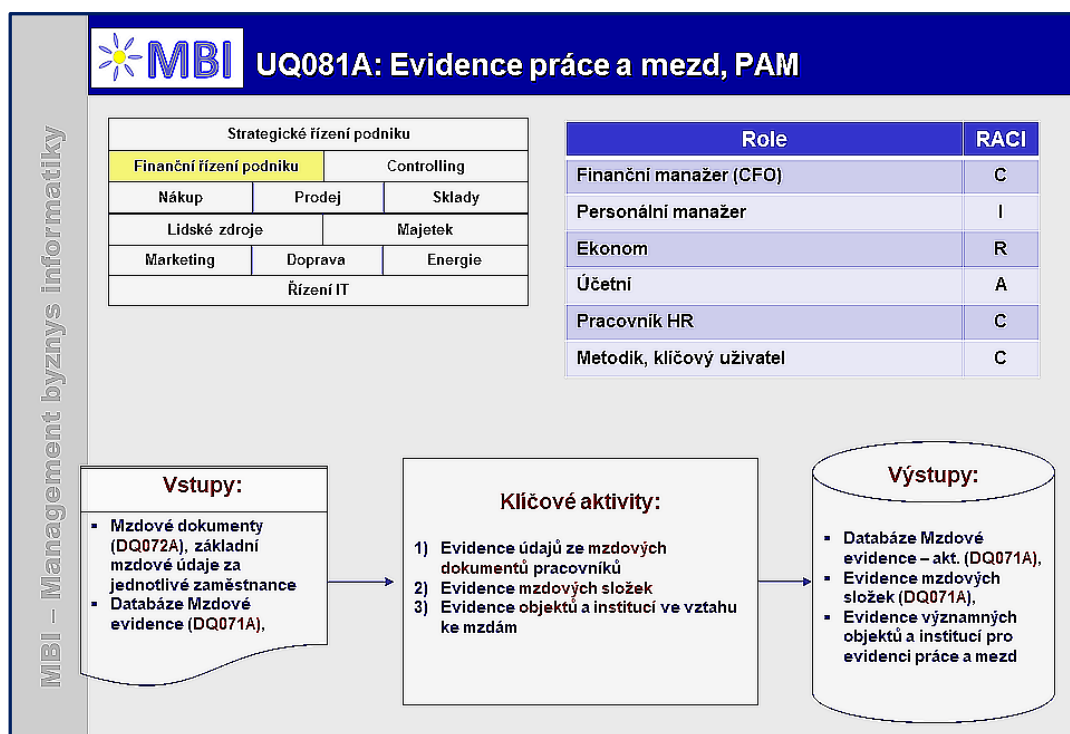 MBI
UQ081A: Evidence práce a mezd, PAM
MBI – Management byznys informatiky
Strategické řízení podniku
Finanční řízení podniku
Controlling
Nákup
Prodej
Sklady
Lidské zdroje
Majetek
Marketing
Doprava
Energie
Řízení IT
Role RACI
Finanční manažer (CFO) C
Personální manažer I
Ekonom R
Účetní A
Pracovník HR C
Metodik, klíčový uživatel C
Vstupy:
▪ Mzdové dokumenty
(DQ072A), základní
mzdové údaje za
jednotlivé zaměstnance
▪ Databáze Mzdové
evidence (DQ071A),
Klíčové aktivity:
1) Evidence údajů ze mzdových
dokumentů pracovníků
2) Evidence mzdových složek
3) Evidence objektů a institucí ve vztahu
ke mzdám
Výstupy:
▪ Databáze Mzdové
evidence – akt. (DQ071A),
▪ Evidence mzdových
složek (DQ071A),
▪ Evidence významných
objektů a institucí pro
evidenci práce a mezd